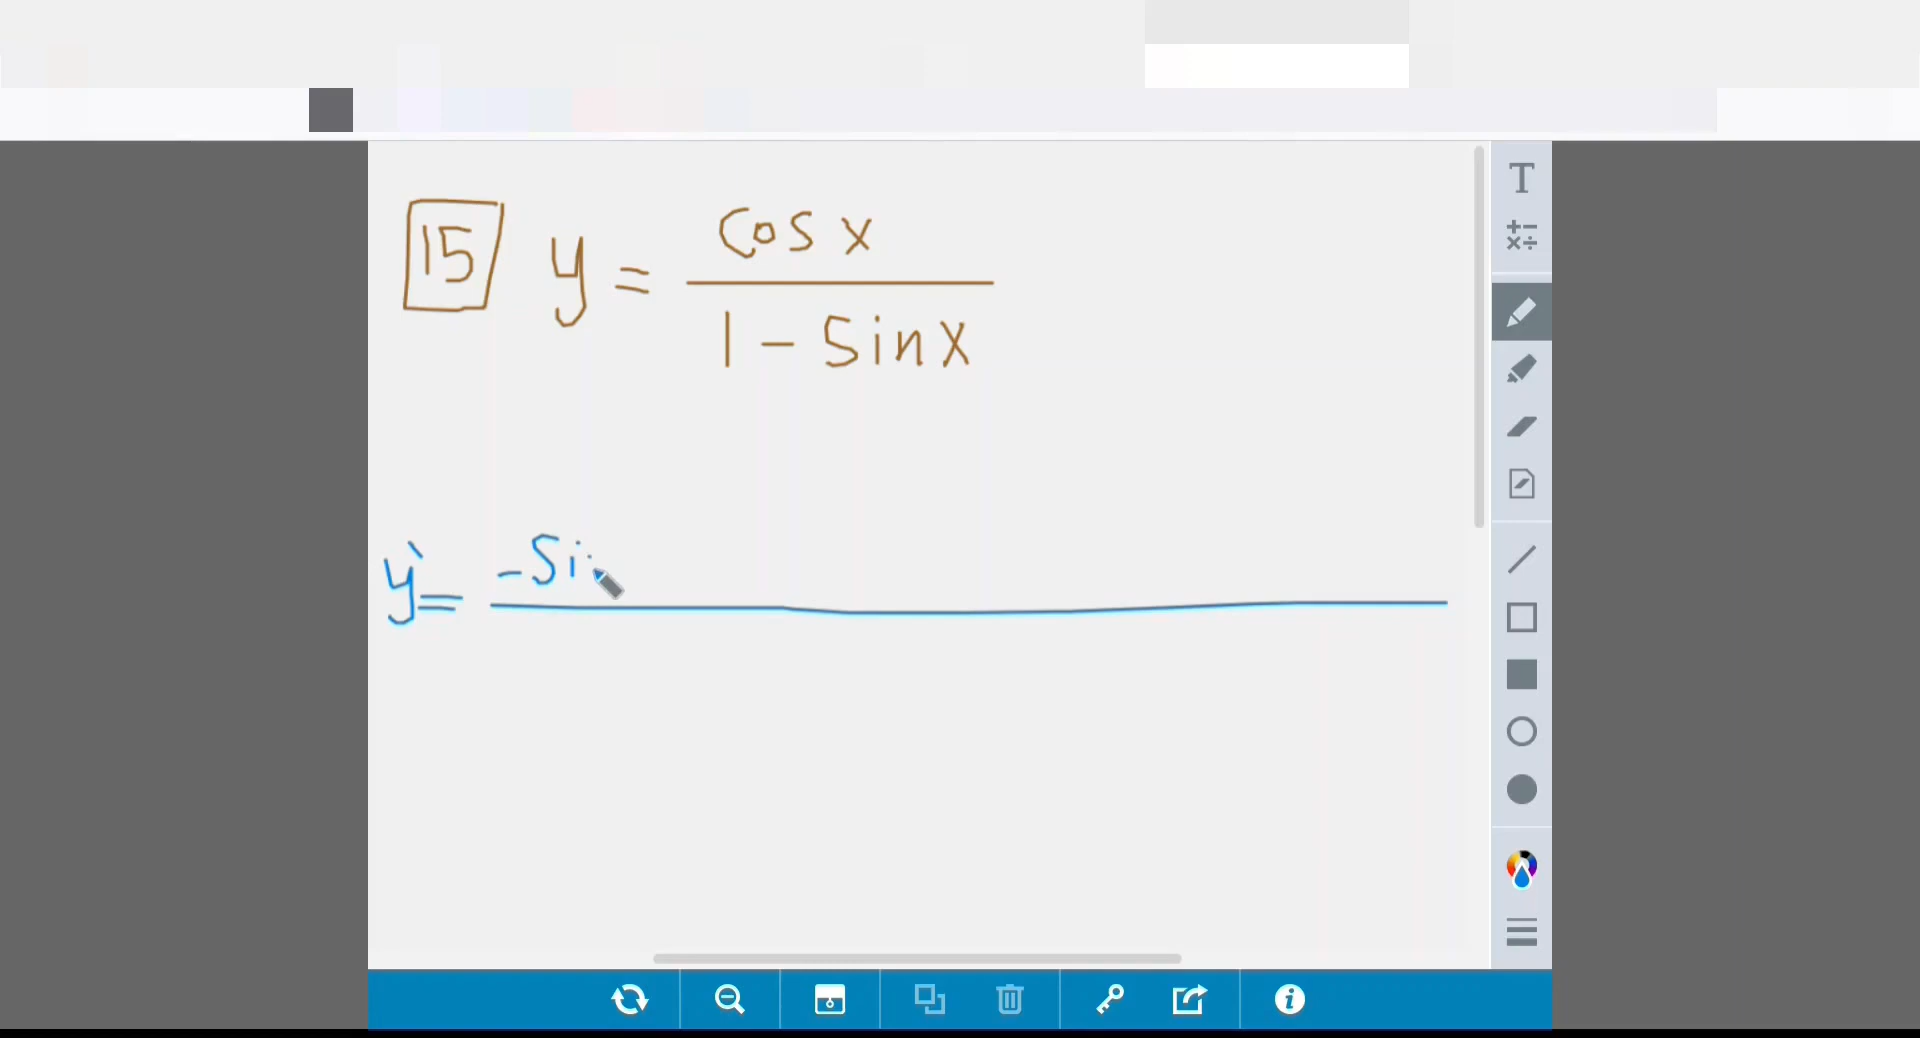 15 y = cos x
1 - sin x
y' = -Si
T